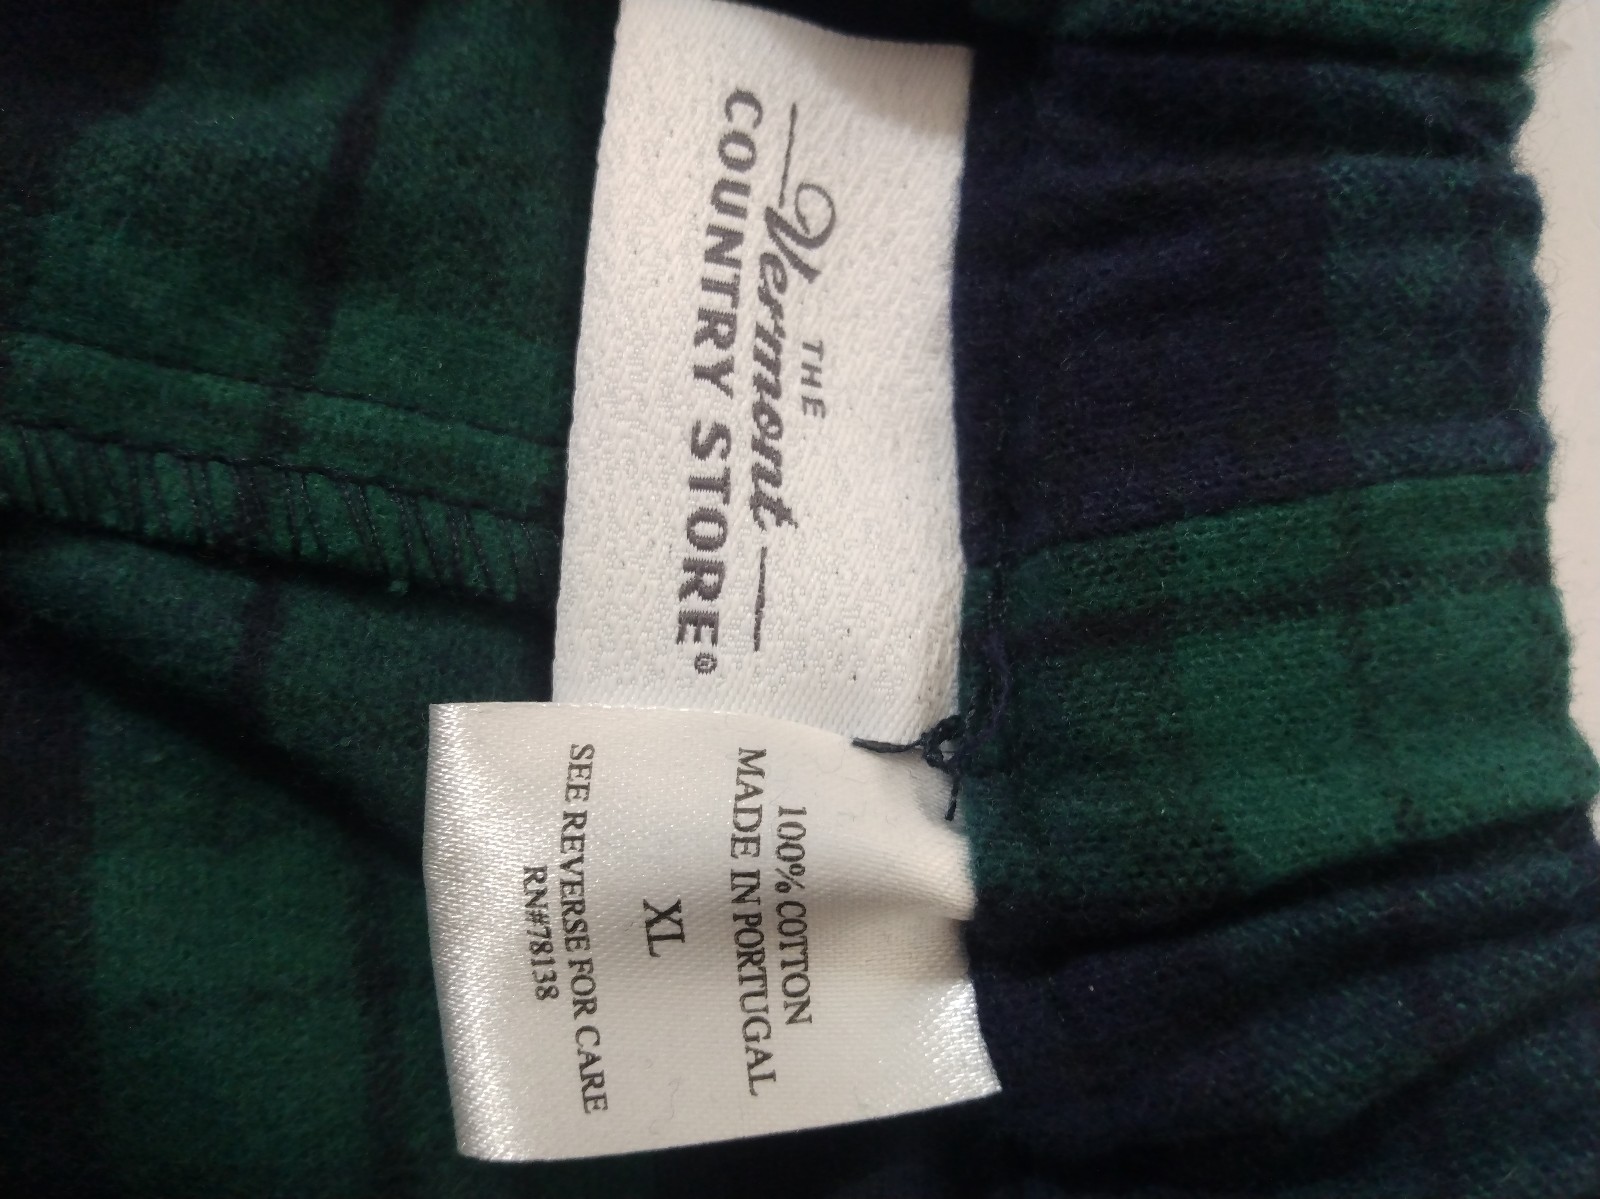 THE
Vermont
COUNTRY STORE®
100% COTTON
MADE IN PORTUGAL
XL
SEE REVERSE FOR CARE
RN#78138